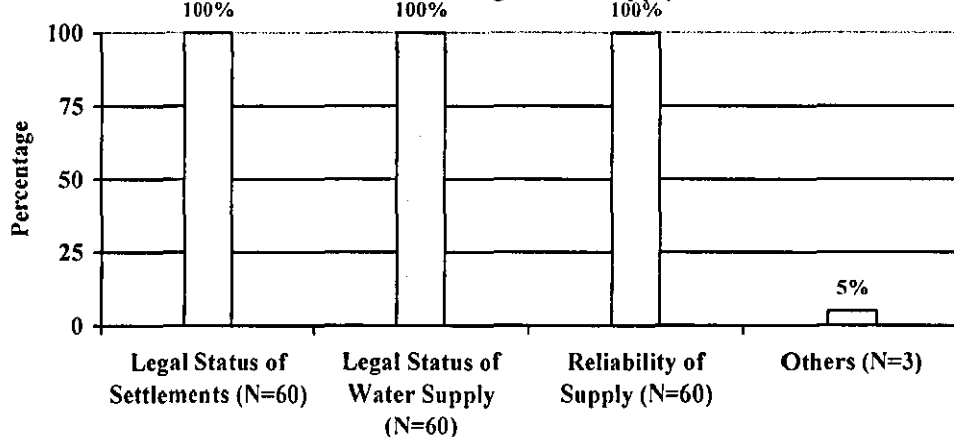 100% 100% 100%
100
75
50
25
0
Percentage
5%
Legal Status of Settlements (N=60)
Legal Status of Water Supply (N=60)
Reliability of Supply (N=60)
Others (N=3)